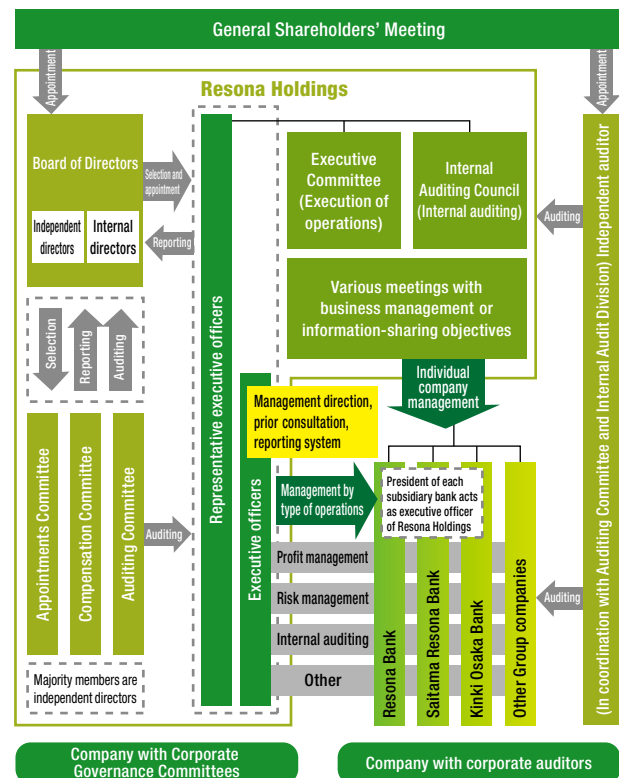 General Shareholders' Meeting
Appointment
Appointment
Resona Holdings
Board of Directors
Independent
directors
Internal
directors
Selection and
appointment
Reporting
Executive
Committee
(Execution of
operations)
Internal
Auditing Council
(Internal auditing)
Auditing
Various meetings with
business management or
information-sharing objectives
Selection
Reporting
Auditing
Individual
company
management
Representative executive officers
Executive officers
Management direction,
prior consultation,
reporting system
Management by
type of operations
President of each
subsidiary bank acts
as executive officer
of Resona Holdings
Appointments Committee
Compensation Committee
Auditing Committee
Auditing
Profit management
Risk management
Internal auditing
Other
Resona Bank
Saitama Resona Bank
Kinki Osaka Bank
Other Group companies
Auditing
(In coordination with Auditing Committee and Internal Audit Division) Independent auditor
Majority members are
independent directors
Company with Corporate
Governance Committees
Company with corporate auditors